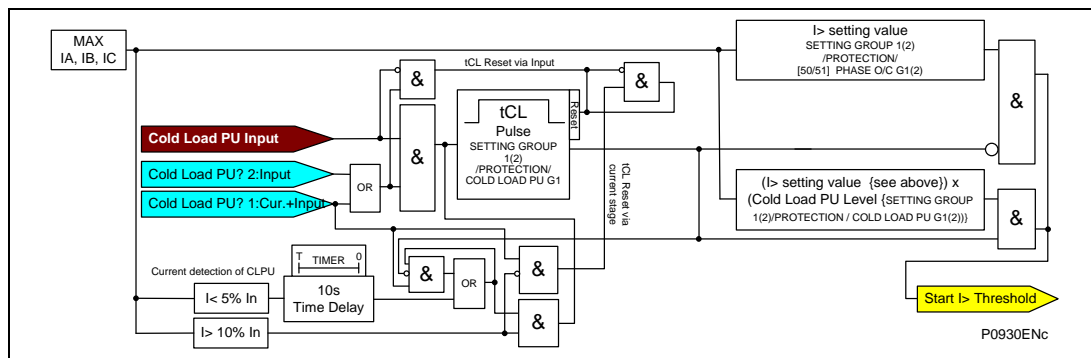 MAX
IA, IB, IC
I> setting value
SETTING GROUP 1(2)
/PROTECTION/
[50/51] PHASE O/C G1(2)
&
tCL Reset via Input
&
&
Cold Load PU Input
&
tCL
Pulse
SETTING GROUP
1(2)
/PROTECTION/
COLD LOAD PU G1
Reset
Cold Load PU? 2:Input
OR
Cold Load PU? 1:Cur.+Input
tCL Reset via
current stage
(I> setting value {see above}) x
(Cold Load PU Level {SETTING GROUP
1(2)/PROTECTION / COLD LOAD PU G1(2))}
&
Current detection of CLPU
T TIMER 0
10s
Time Delay
I< 5% In
I> 10% In
&
OR
&
&
Start I> Threshold
P0930ENc